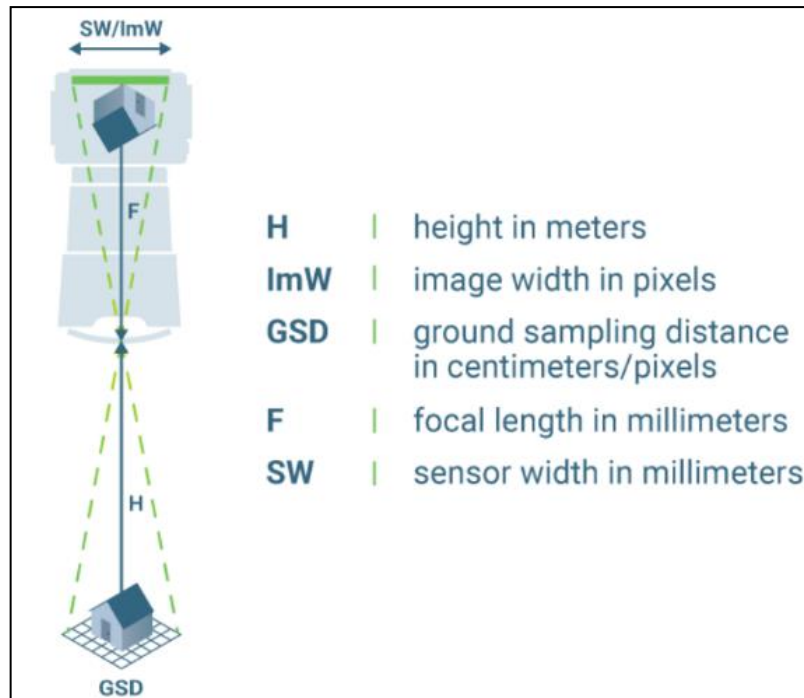 SW/ImW
F
H
GSD
H | height in meters
ImW | image width in pixels
GSD | ground sampling distance
in centimeters/pixels
F | focal length in millimeters
SW | sensor width in millimeters